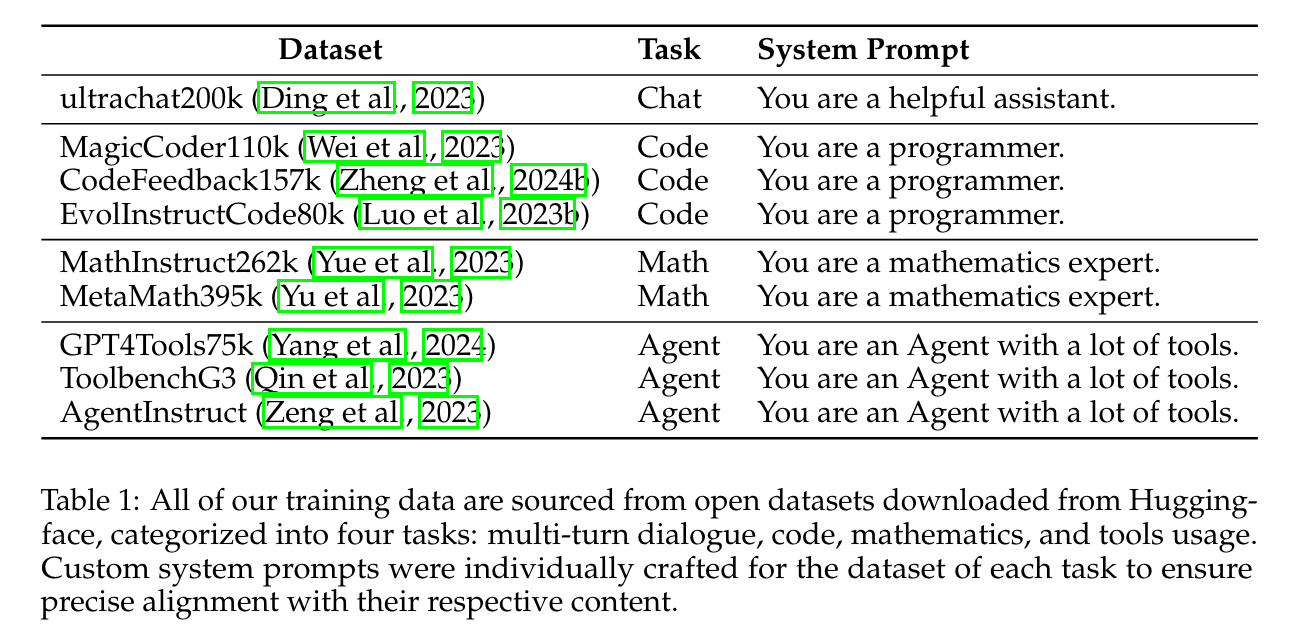 Dataset Task System Prompt
ultrachat200k (Ding et al., 2023) Chat You are a helpful assistant.
MagicCoder110k (Wei et al., 2023) Code You are a programmer.
CodeFeedback157k (Zheng et al., 2024b) Code You are a programmer.
EvolInstructCode80k (Luo et al., 2023b) Code You are a programmer.
MathInstruct262k (Yue et al., 2023) Math You are a mathematics expert.
MetaMath395k (Yu et al., 2023) Math You are a mathematics expert.
GPT4Tools75k (Yang et al., 2024) Agent You are an Agent with a lot of tools.
ToolbenchG3 (Qin et al., 2023) Agent You are an Agent with a lot of tools.
AgentInstruct (Zeng et al., 2023) Agent You are an Agent with a lot of tools.
Table 1: All of our training data are sourced from open datasets downloaded from Hugging-
face, categorized into four tasks: multi-turn dialogue, code, mathematics, and tools usage.
Custom system prompts were individually crafted for the dataset of each task to ensure
precise alignment with their respective content.